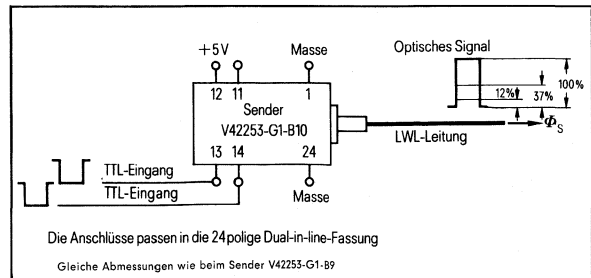 +5V
Masse
Optisches Signal
12 11 1
Sender
V42253-G1-B10
12%
37%
100%
Φ_S
LWL-Leitung
13 14 24
TTL-Eingang
TTL-Eingang
Masse
Die Anschlüsse passen in die 24polige Dual-in-line-Fassung
Gleiche Abmessungen wie beim Sender V42253-G1-B9